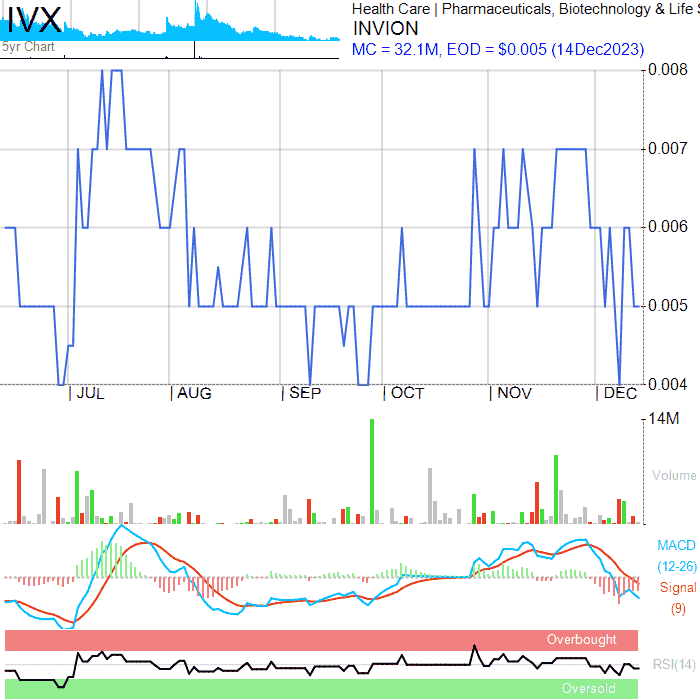 IVX
5yr Chart
Health Care | Pharmaceuticals, Biotechnology & Life
INVION
MC = 32.1M, EOD = $0.005 (14Dec2023)
0.008
0.007
0.006
0.005
0.004
JUL AUG SEP OCT NOV DEC
14M
Volume
MACD
(12-26)
Signal
(9)
Overbought
RSI(14)
Oversold